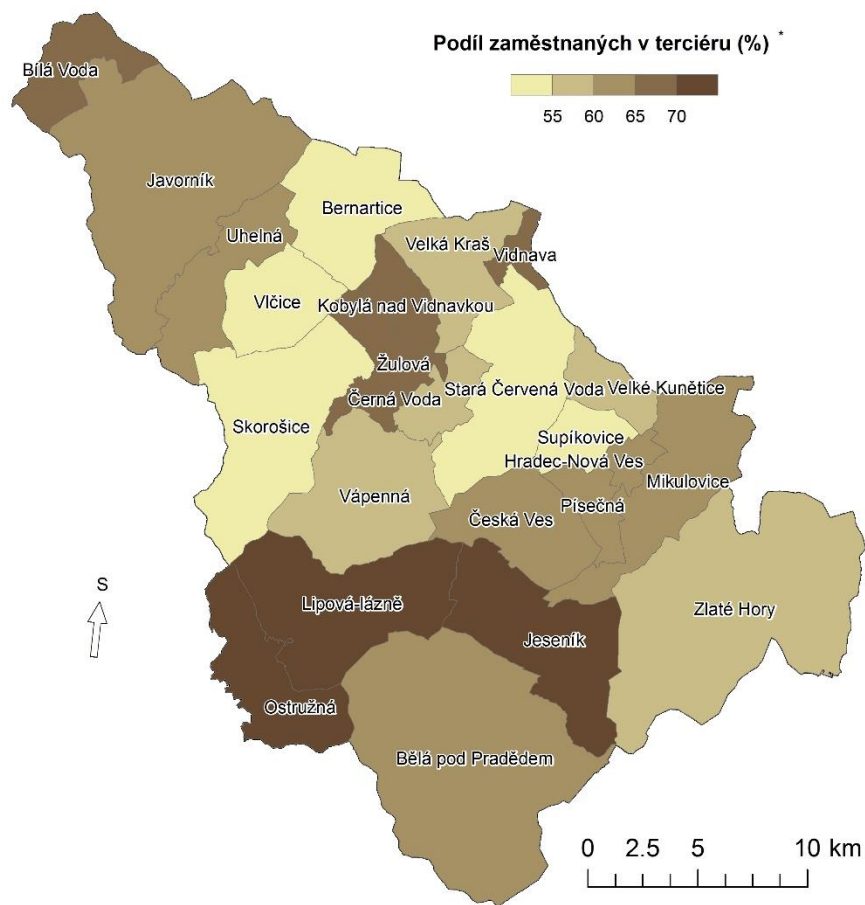 Podíl zaměstnaných v terciéru (%) *
55 60 65 70
Bílá Voda
Javorník
Bernartice
Uhelná
Velká Kraš
Vidnava
Vlčice
Kobylá nad Vidnavkou
Žulová
Stará Červená Voda
Velké Kunětice
Černá Voda
Skorošice
Supíkovice
Hradec-Nová Ves
Mikulovice
Vápenná
Písečná
Česká Ves
S
Lipová-lázně
Zlaté Hory
Jeseník
Ostružná
Bělá pod Pradědem
0 2.5 5 10 km